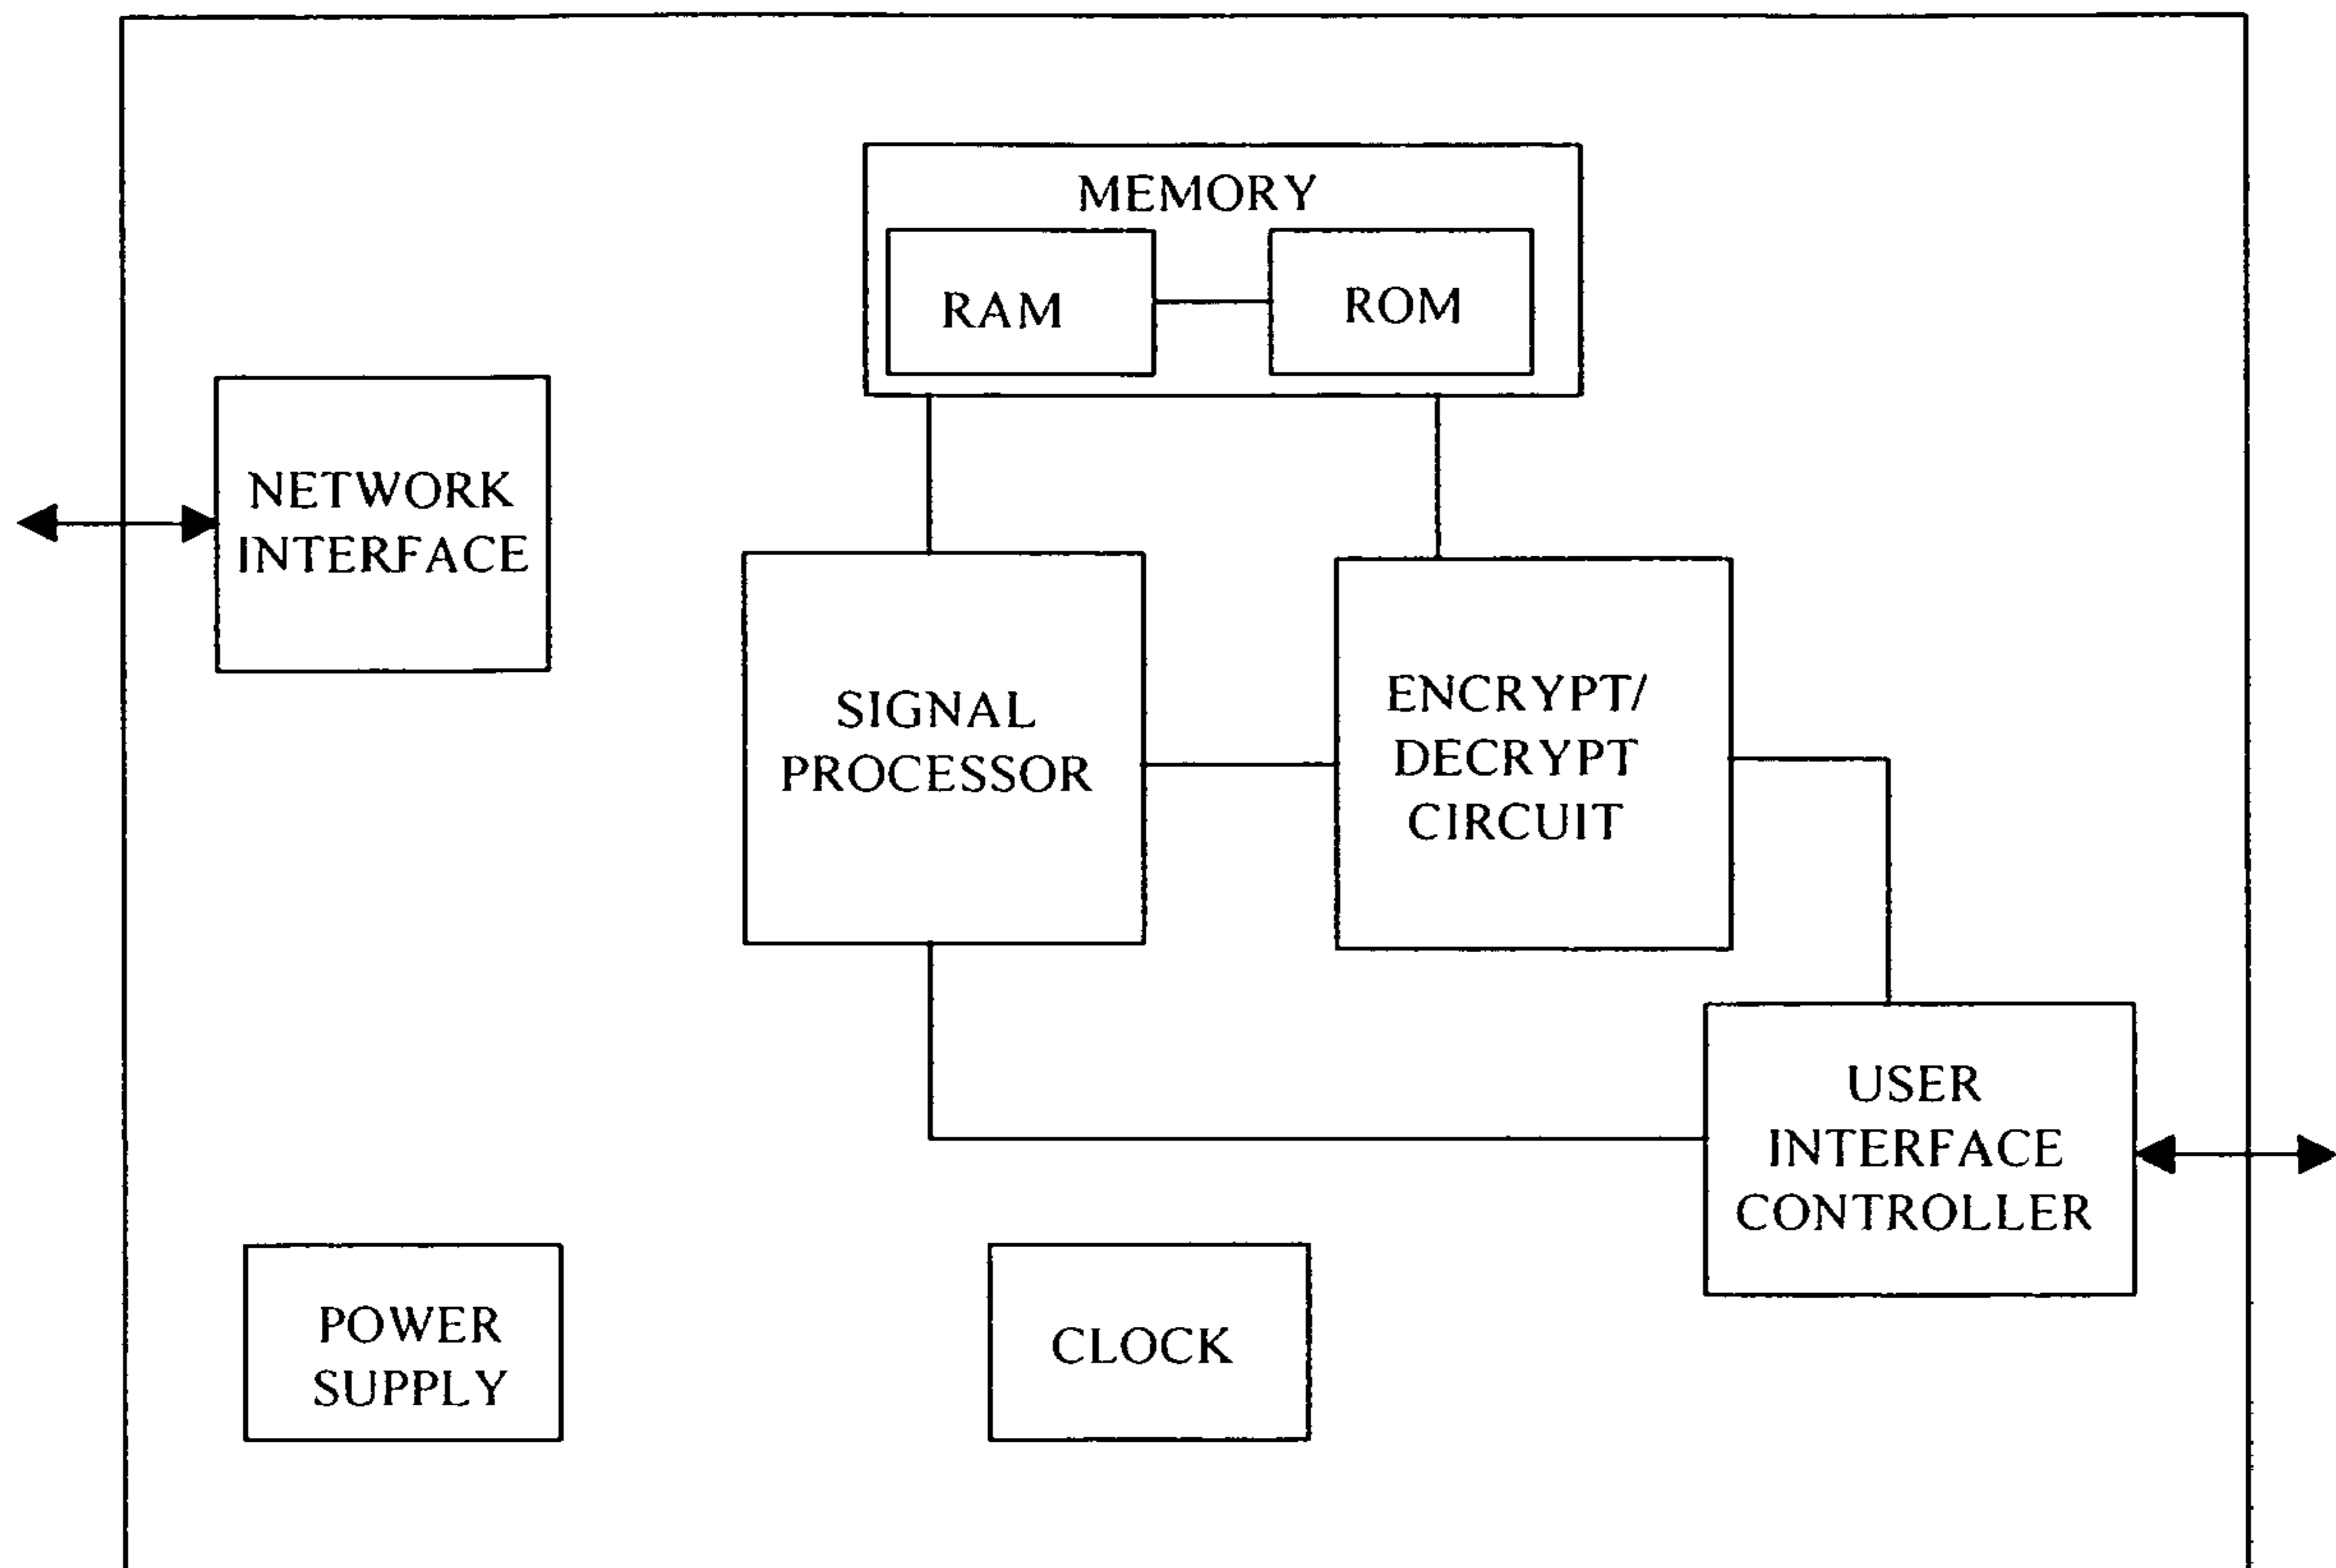 MEMORY
RAM
ROM
NETWORK
INTERFACE
SIGNAL
PROCESSOR
ENCRYPT/
DECRYPT
CIRCUIT
USER
INTERFACE
CONTROLLER
POWER
SUPPLY
CLOCK